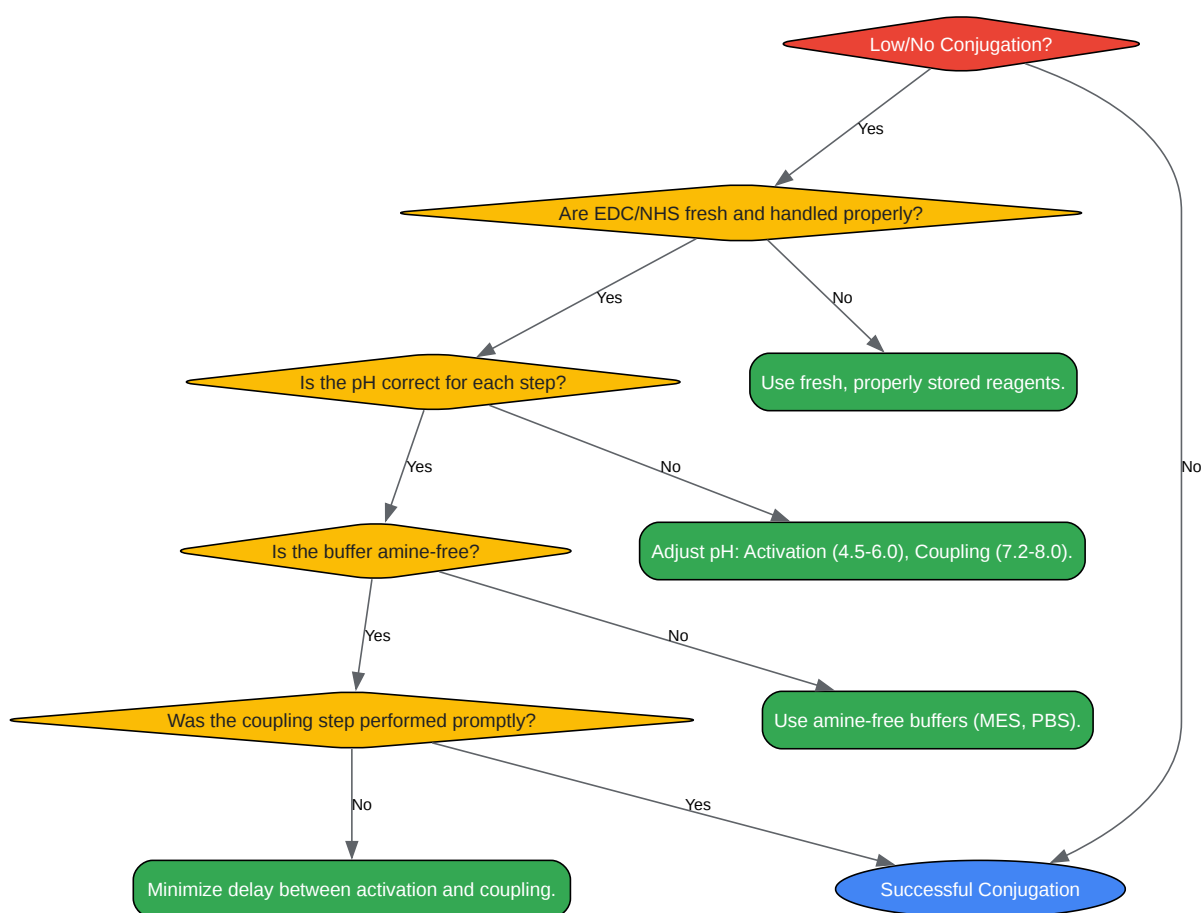 Low/No Conjugation?
Yes
Are EDC/NHS fresh and handled properly?
Yes
No
Is the pH correct for each step?
Use fresh, properly stored reagents.
Yes
No
No
Is the buffer amine-free?
Adjust pH: Activation (4.5-6.0), Coupling (7.2-8.0).
Yes
No
Was the coupling step performed promptly?
Use amine-free buffers (MES, PBS).
No
Yes
Minimize delay between activation and coupling.
Successful Conjugation